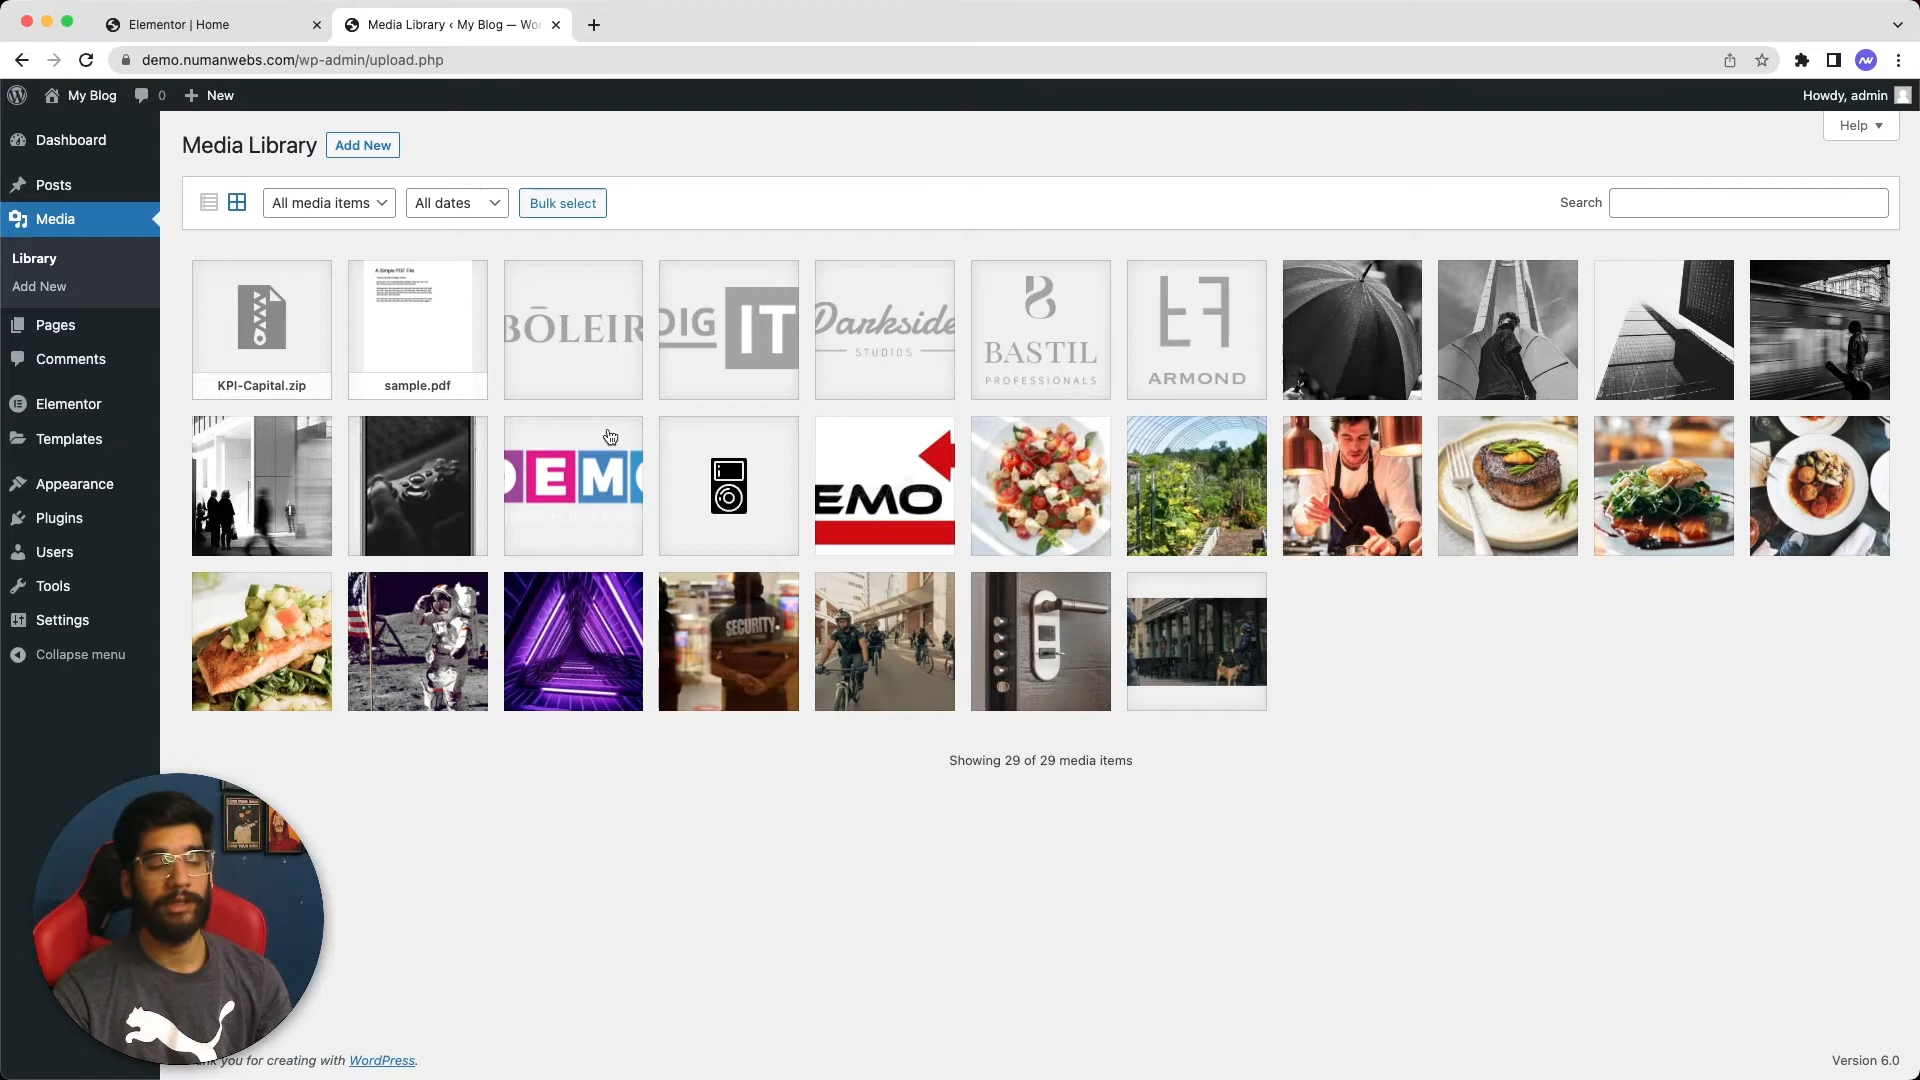 Elementor | Home
Media Library ‹ My Blog — Wor
demo.numanwebs.com/wp-admin/upload.php
My Blog
0
New
Howdy, admin
Dashboard
Posts
Media
Library
Add New
Pages
Comments
Elementor
Templates
Appearance
Plugins
Users
Tools
Settings
Collapse menu
Media Library
Add New
Help
All media items
All dates
Bulk select
Search
KPI-Capital.zip
A Simple PDF File
sample.pdf
BŌLEIR
DIG IT
Darkside
STUDIOS
BASTIL
PROFESSIONALS
ARMOND
DEMO
EMO
SECURITY
Showing 29 of 29 media items
you for creating with WordPress.
Version 6.0